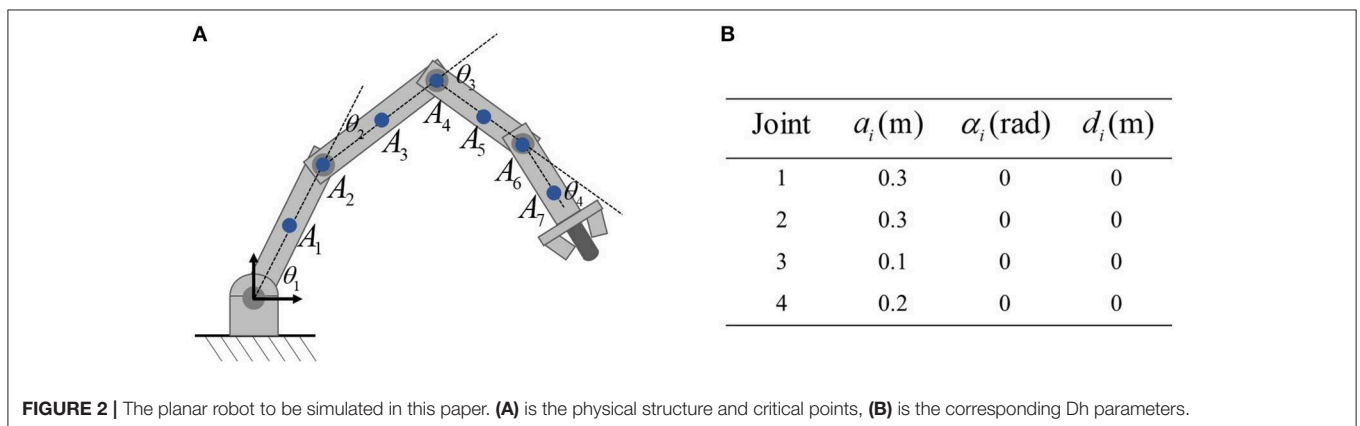 A
B
θ₃
θ₂
A₄
A₃
A₅
A₂
A₆
θ₄
A₇
A₁
θ₁
Joint aᵢ(m) αᵢ(rad) dᵢ(m)
1 0.3 0 0
2 0.3 0 0
3 0.1 0 0
4 0.2 0 0
FIGURE 2 | The planar robot to be simulated in this paper. (A) is the physical structure and critical points, (B) is the corresponding Dh parameters.